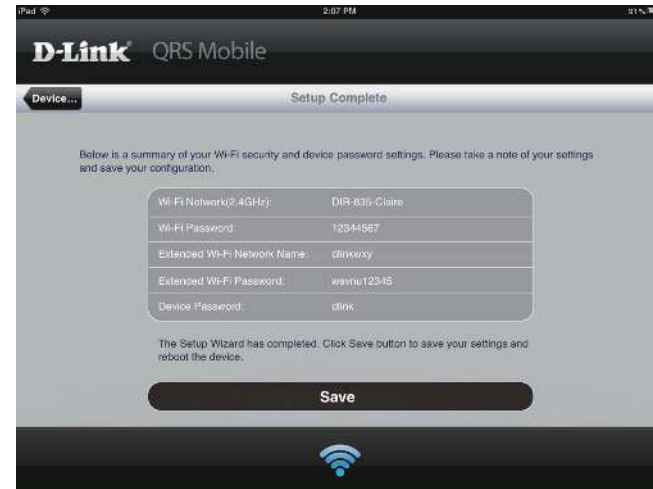 iPad 2:07 PM 91%
D-Link QRS Mobile
Device... Setup Complete
Below is a summary of your Wi-Fi security and device password settings. Please take a note of your settings
and save your configuration.
Wi-Fi Network(2.4GHz): DIR-835-Claire
Wi-Fi Password: 12344567
Extended Wi-Fi Network Name: dlinkwxy
Extended Wi-Fi Password:
Device Password: dlink
The Setup Wizard has completed. Click Save button to save your settings and
reboot the device.
Save